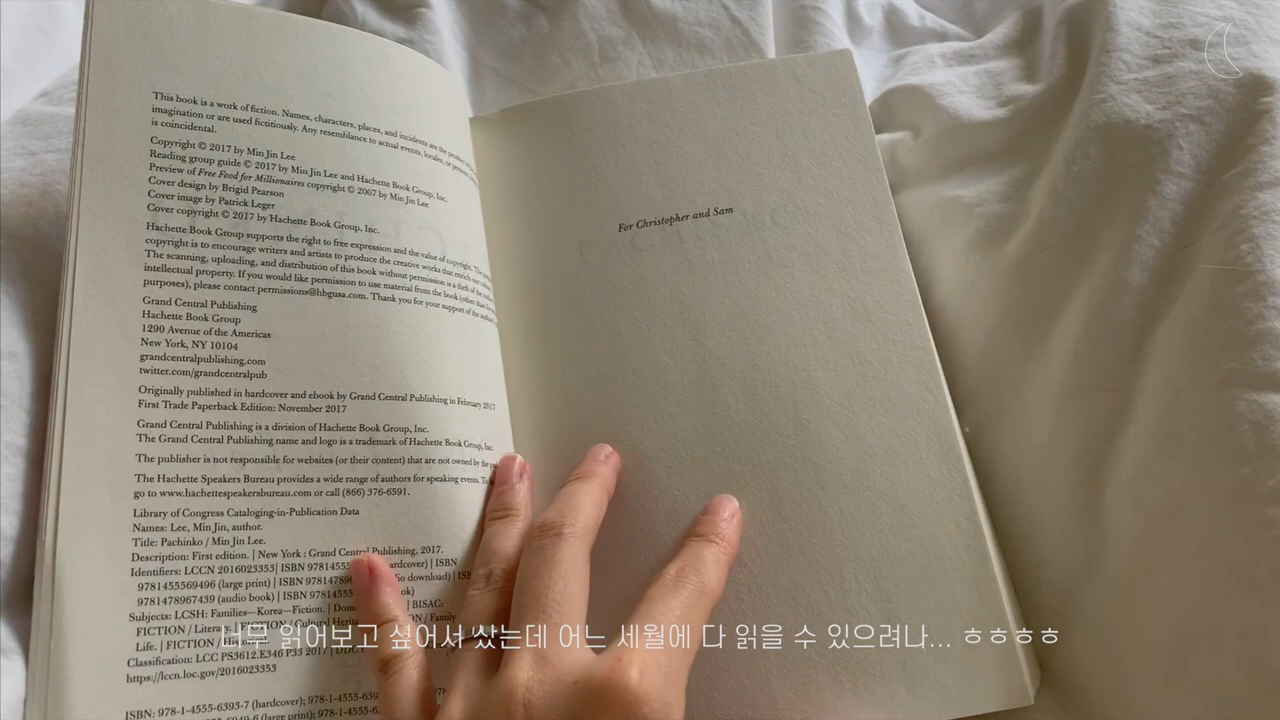 This book is a work of fiction. Names, characters, places, and incidents are the product of
imagination or are used fictitiously. Any resemblance to actual events, locales, or persons,
is coincidental.
Copyright © 2017 by Min Jin Lee
Reading group guide © 2017 by Min Jin Lee and Hachette Book Group, Inc.
Preview of Free Food for Millionaires copyright © 2007 by Min Jin Lee
Cover design by Brigid Pearson
Cover image by Patrick Leger
Cover copyright © 2017 by Hachette Book Group, Inc.
Hachette Book Group supports the right to free expression and the value of copyright. The
copyright is to encourage writers and artists to produce the creative works that enrich our
The scanning, uploading, and distribution of this book without permission is a theft of the
intellectual property. If you would like permission to use material from the book (other than
purposes), please contact permissions@hbgusa.com. Thank you for your support of the
Grand Central Publishing
Hachette Book Group
1290 Avenue of the Americas
New York, NY 10104
grandcentralpublishing.com
twitter.com/grandcentralpub
Originally published in hardcover and ebook by Grand Central Publishing in February 2017
First Trade Paperback Edition: November 2017
Grand Central Publishing is a division of Hachette Book Group, Inc.
The Grand Central Publishing name and logo is a trademark of Hachette Book Group, Inc.
The publisher is not responsible for websites (or their content) that are not owned by the
The Hachette Speakers Bureau provides a wide range of authors for speaking events. To
go to www.hachettespeakersbureau.com or call (866) 376-6591.
Library of Congress Cataloging-in-Publication Data
Names: Lee, Min Jin, author.
Title: Pachinko / Min Jin Lee.
Description: First edition. | New York : Grand Central Publishing, 2017.
Identifiers: LCCN 2016023353| ISBN hardcover) | ISBN
9781455569496 (large print) | ISBN download) |
9781478967439 (audio book) | ISBN
Subjects: LCSH: Families—Korea—Fiction. | BISAC:
FICTION / FICTION / Cultural / Family
Life. |
Classification: LCC PS3612.E346 P33 2017 |
https://lccn.loc.gov/2016023353
ISBN: 978-1-4555-6393-7 (hardcover);
(large print);
For Christopher and Sam
너무 읽어보고 싶어서 샀는데 어느 세월에 다 읽을 수 있으려나... ㅎㅎㅎㅎ